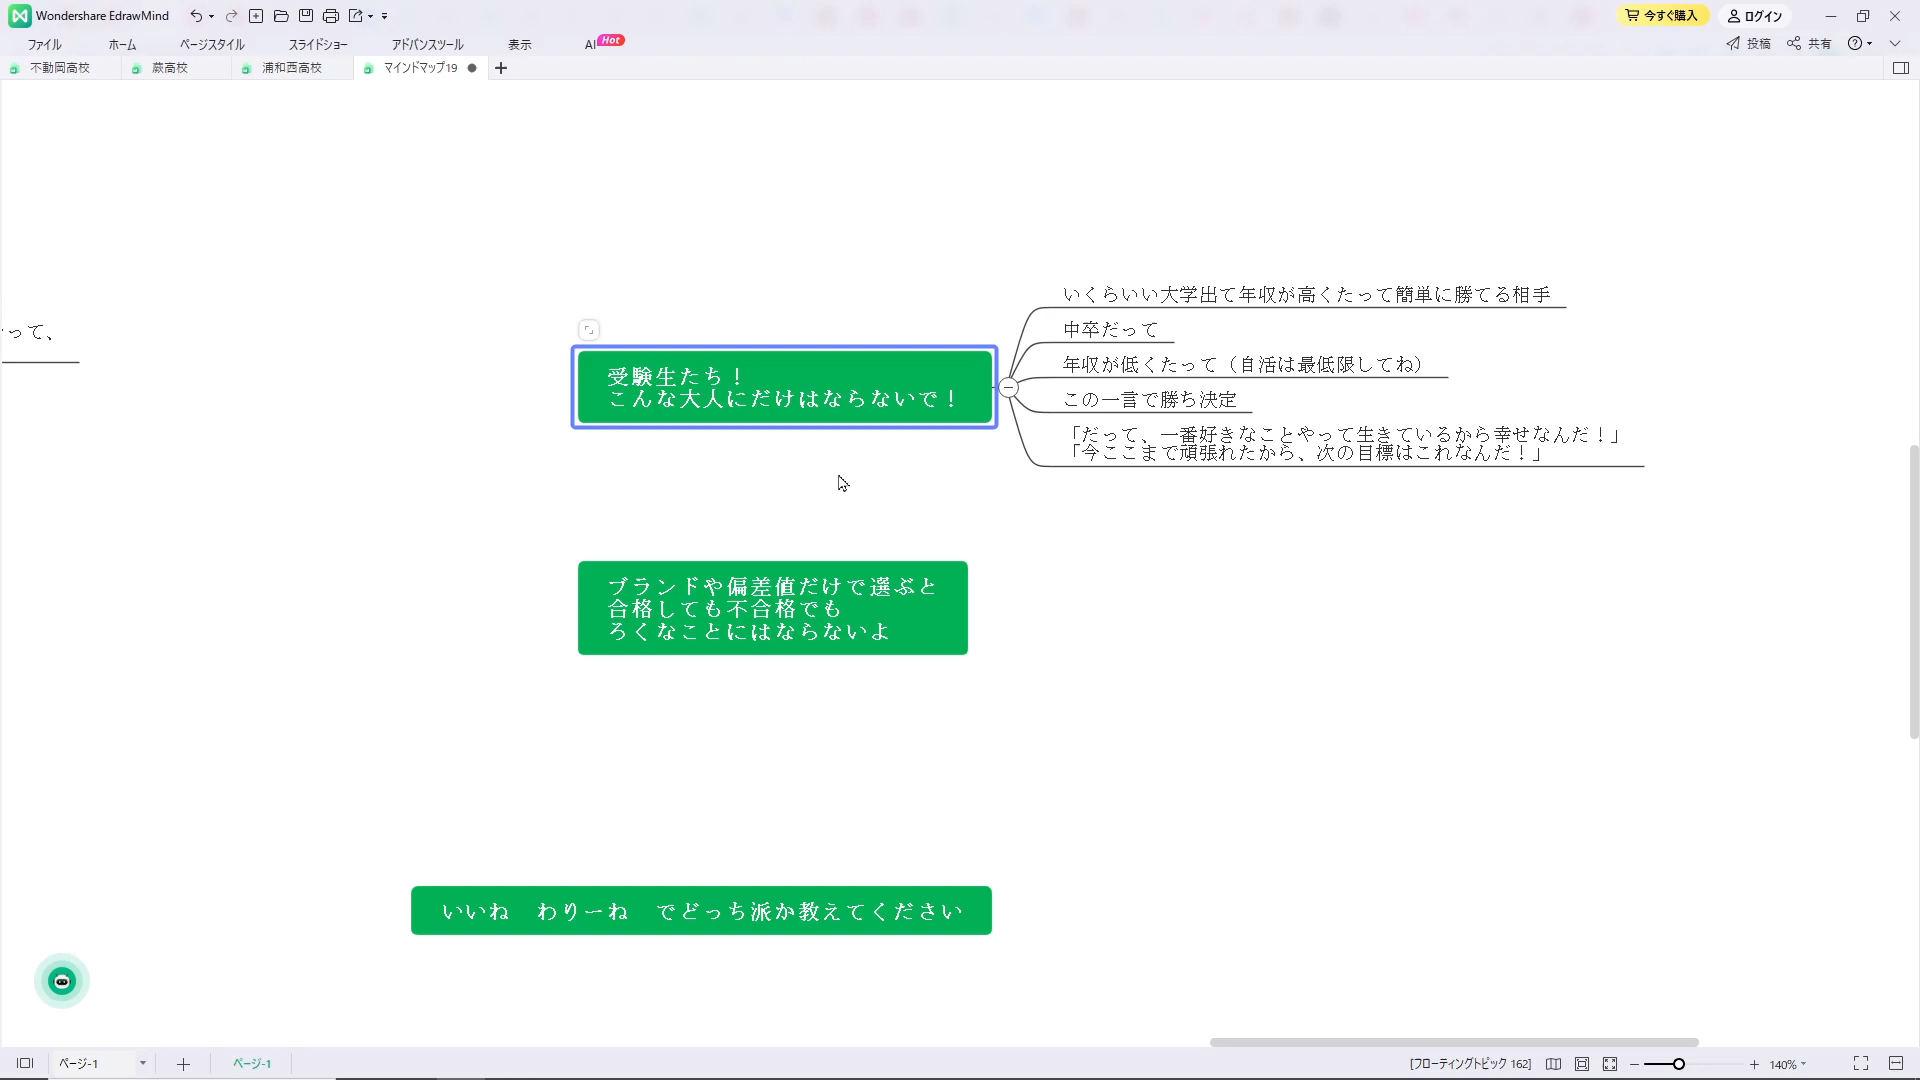 Wondershare EdrawMind
今すぐ購入
ログイン
ファイル
ホーム
ページスタイル
スライドショー
アドバンスツール
表示
AI
Hot
投稿
共有
不動岡高校
蕨高校
浦和西高校
マインドマップ19
って、
受験生たち！
こんな大人にだけはならないで！
いくらいい大学出て年収が高くたって簡単に勝てる相手
中卒だって
年収が低くたって（自活は最低限してね）
この一言で勝ち決定
「だって、一番好きなことやって生きているから幸せなんだ！」
「今ここまで頑張れたから、次の目標はこれなんだ！」
ブランドや偏差値だけで選ぶと
合格しても不合格でも
ろくなことにはならないよ
いいね　わりーね　でどっち派か教えてください
ページ-1
ページ-1
[フローティングトピック 162]
140%